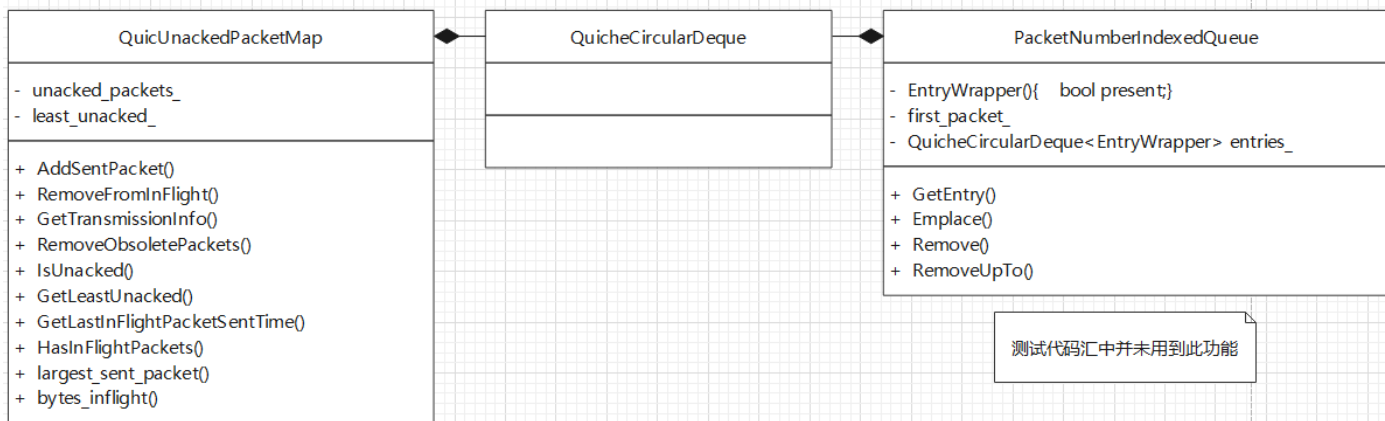 QuicUnackedPacketMap
- unacked_packets_
- least_unacked_
+ AddSentPacket()
+ RemoveFromInFlight()
+ GetTransmissionInfo()
+ RemoveObsoletePackets()
+ IsUnacked()
+ GetLeastUnacked()
+ GetLastInFlightPacketSentTime()
+ HasInFlightPackets()
+ largest_sent_packet()
+ bytes_inflight()
QuicheCircularDeque
PacketNumberIndexedQueue
- EntryWrapper(){ bool present;}
- first_packet_
- QuicheCircularDeque<EntryWrapper> entries_
+ GetEntry()
+ Emplace()
+ Remove()
+ RemoveUpTo()
测试代码汇中并未用到此功能